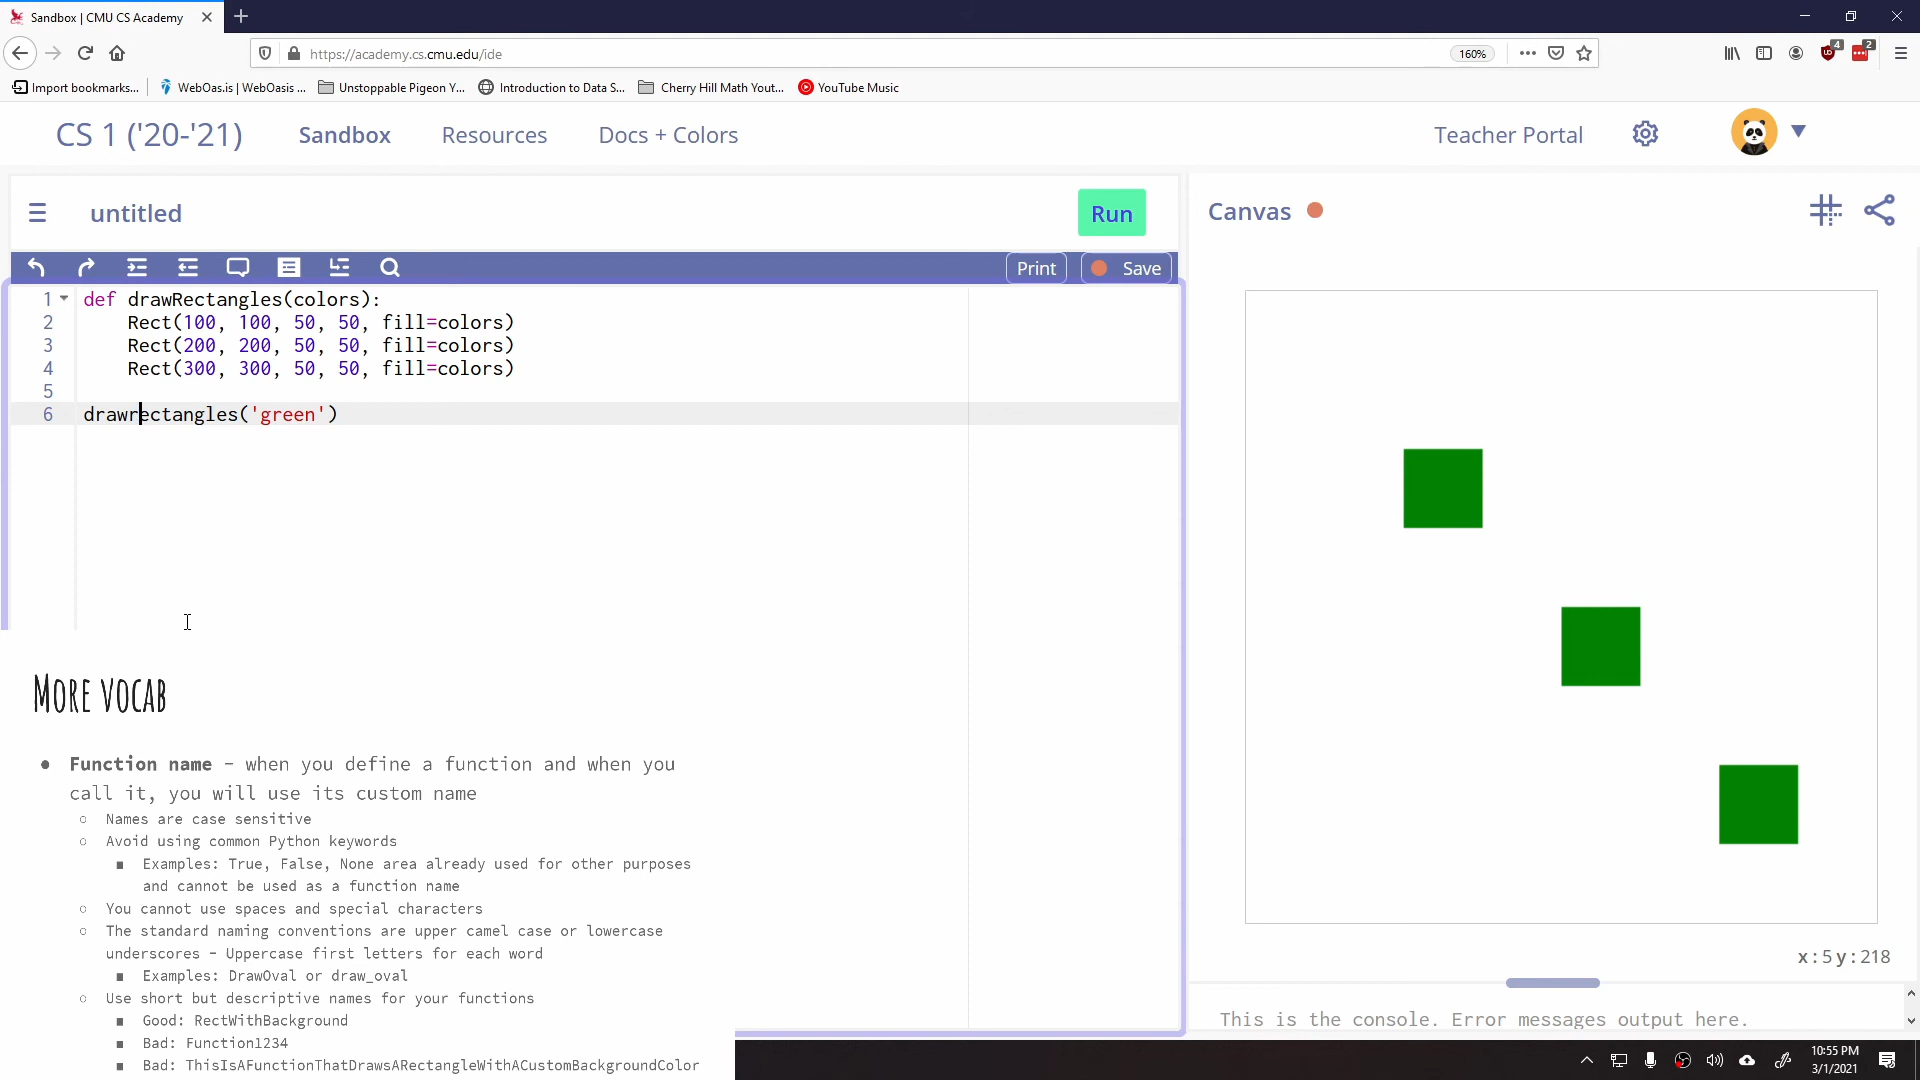 Sandbox | CMU CS Academy
https://academy.cs.cmu.edu/ide
160%
4
2
Import bookmarks...
WebOas.is | WebOasis ...
Unstoppable Pigeon Y...
Introduction to Data S...
Cherry Hill Math Yout...
YouTube Music
CS 1 ('20-'21)
Sandbox
Resources
Docs + Colors
Teacher Portal
untitled
Run
Canvas
Print
Save
1 def drawRectangles(colors):
2 Rect(100, 100, 50, 50, fill=colors)
3 Rect(200, 200, 50, 50, fill=colors)
4 Rect(300, 300, 50, 50, fill=colors)
5
6 drawrectangles('green')
x:5 y:218
This is the console. Error messages output here.
More vocab
● Function name – when you define a function and when you
call it, you will use its custom name
○ Names are case sensitive
○ Avoid using common Python keywords
■ Examples: True, False, None area already used for other purposes
and cannot be used as a function name
○ You cannot use spaces and special characters
○ The standard naming conventions are upper camel case or lowercase
underscores – Uppercase first letters for each word
■ Examples: DrawOval or draw_oval
○ Use short but descriptive names for your functions
■ Good: RectWithBackground
■ Bad: Function1234
■ Bad: ThisIsAFunctionThatDrawsARectangleWithACustomBackgroundColor
10:55 PM
3/1/2021